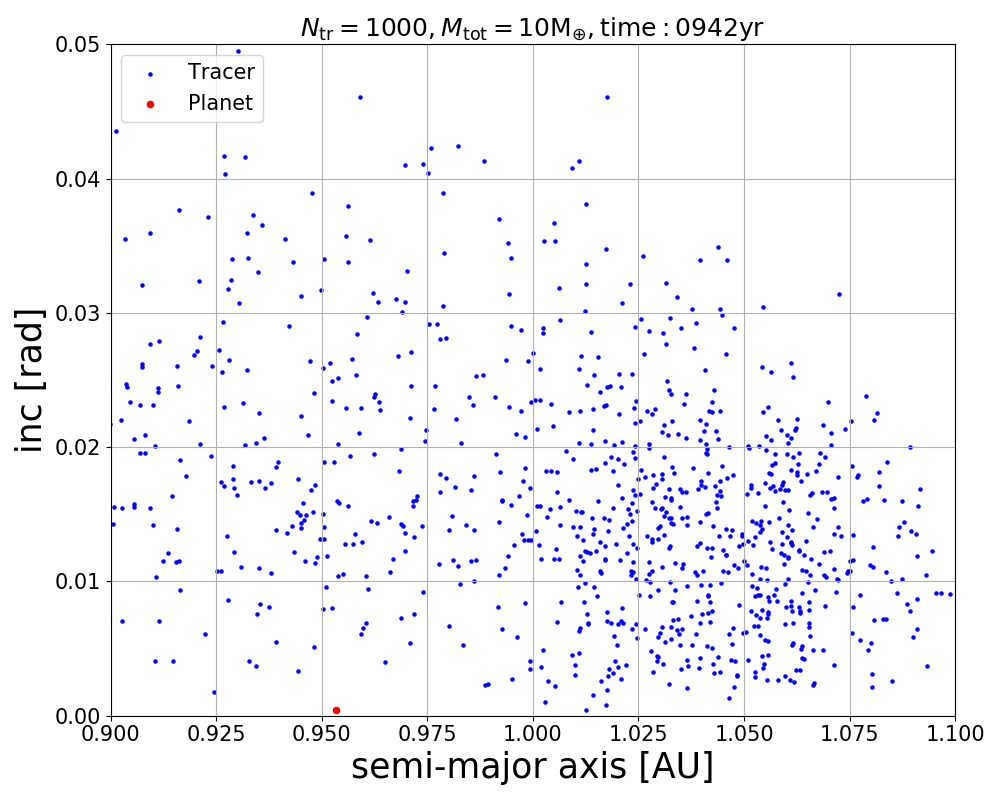 N_tr = 1000, M_tot = 10M_⊕, time : 0942yr
Tracer
Planet
0.05
0.04
0.03
0.02
0.01
0.00
inc [rad]
0.900 0.925 0.950 0.975 1.000 1.025 1.050 1.075 1.100
semi-major axis [AU]